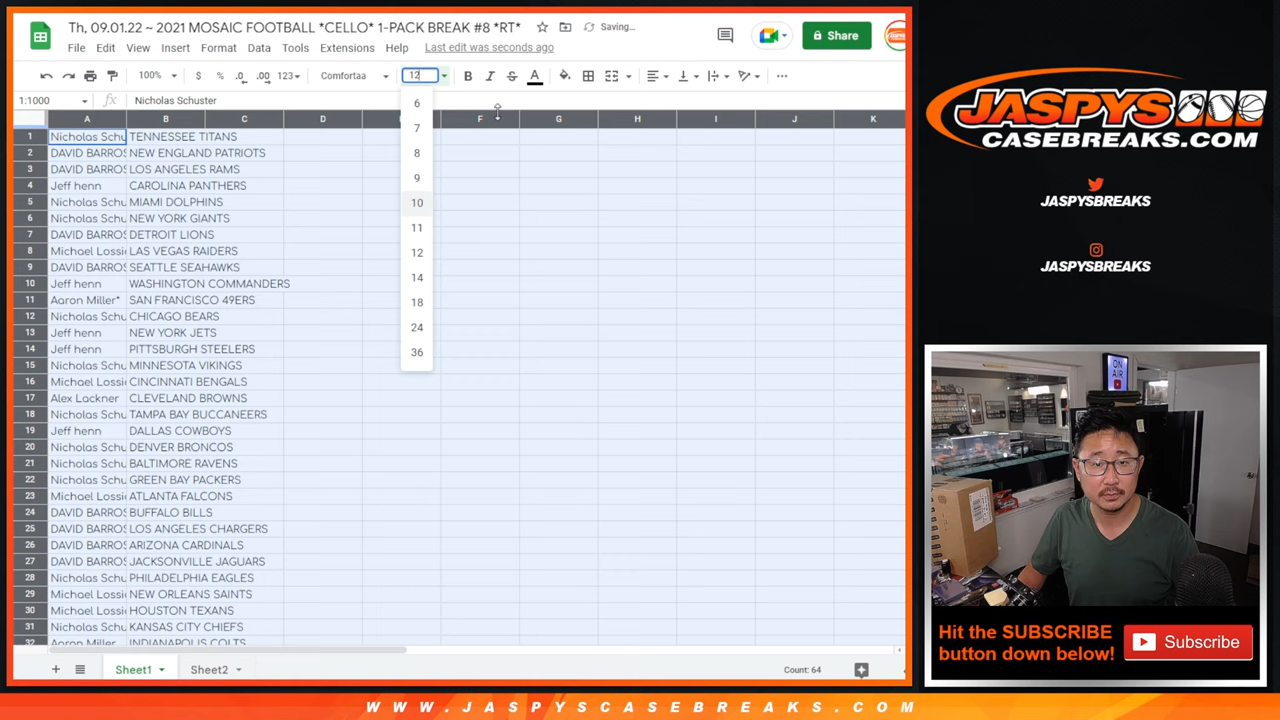 Th, 09.01.22 - 2021 MOSAIC FOOTBALL *CELLO* 1-PACK BREAK #8 *RT*
Saving...
Share
File Edit View Insert Format Data Tools Extensions Help Last edit was seconds ago
100% $ % .0 .00 123 Comfortaa 12 B I S A
1:1000 fx Nicholas Schuster
A B C D F G H I J K
1 Nicholas Schu TENNESSEE TITANS
2 DAVID BARROS NEW ENGLAND PATRIOTS
3 DAVID BARROS LOS ANGELES RAMS
4 Jeff henn CAROLINA PANTHERS
5 Nicholas Schu MIAMI DOLPHINS
6 Nicholas Schu NEW YORK GIANTS
7 DAVID BARROS DETROIT LIONS
8 Michael Lossi LAS VEGAS RAIDERS
9 DAVID BARROS SEATTLE SEAHAWKS
10 Jeff henn WASHINGTON COMMANDERS
11 Aaron Miller* SAN FRANCISCO 49ERS
12 Nicholas Schu CHICAGO BEARS
13 Jeff henn NEW YORK JETS
14 Jeff henn PITTSBURGH STEELERS
15 Nicholas Schu MINNESOTA VIKINGS
16 Michael Lossi CINCINNATI BENGALS
17 Alex Lackner CLEVELAND BROWNS
18 Nicholas Schu TAMPA BAY BUCCANEERS
19 Jeff henn DALLAS COWBOYS
20 Nicholas Schu DENVER BRONCOS
21 Nicholas Schu BALTIMORE RAVENS
22 Nicholas Schu GREEN BAY PACKERS
23 Michael Lossi ATLANTA FALCONS
24 DAVID BARROS BUFFALO BILLS
25 DAVID BARROS LOS ANGELES CHARGERS
26 DAVID BARROS ARIZONA CARDINALS
27 DAVID BARROS JACKSONVILLE JAGUARS
28 Nicholas Schu PHILADELPHIA EAGLES
29 Michael Lossi NEW ORLEANS SAINTS
30 Michael Lossi HOUSTON TEXANS
31 Nicholas Schu KANSAS CITY CHIEFS
32 Aaron Miller INDIANAPOLIS COLTS
6
7
8
9
10
11
12
14
18
24
36
Sheet1 Sheet2 Count: 64
JASPYS
CASEBREAKS.COM
JASPYSBREAKS
JASPYSBREAKS
ON
AIR
Hit the SUBSCRIBE
button down below!
Subscribe
WWW.JASPYSCASEBREAKS.COM